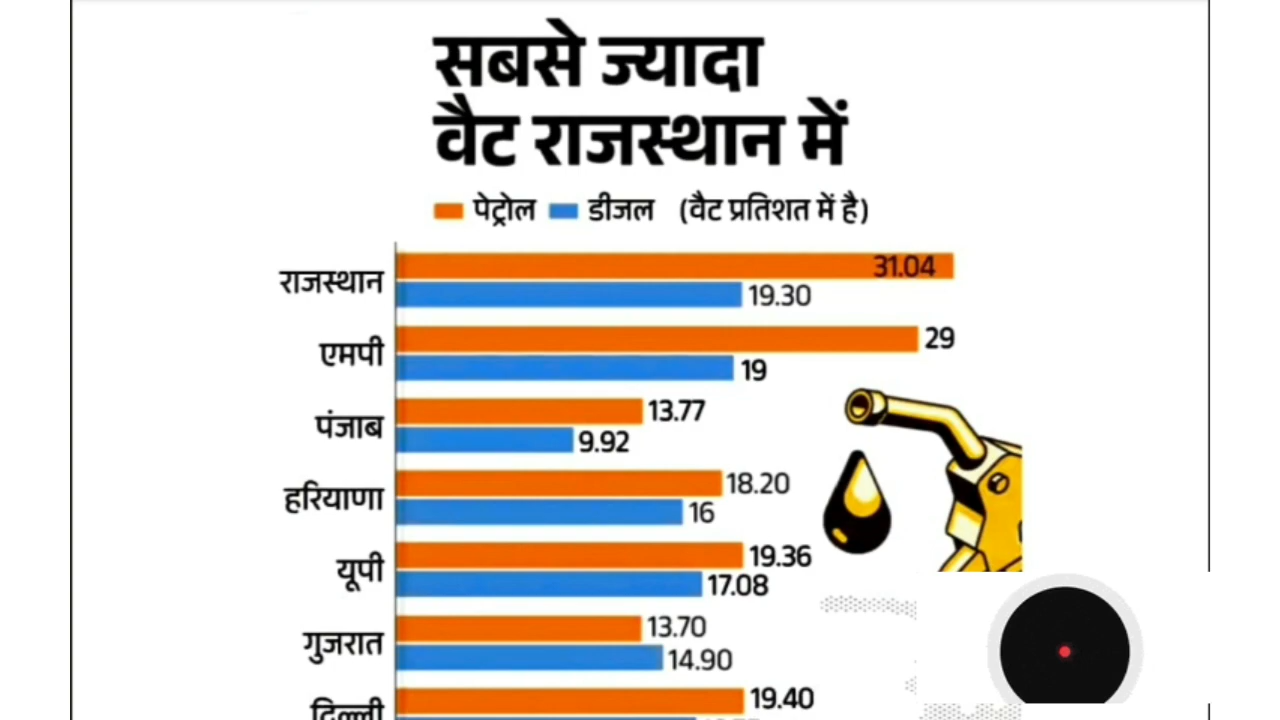 सबसे ज्यादा
वैट राजस्थान में
पेट्रोल डीजल (वैट प्रतिशत में है)
राजस्थान 31.04
19.30
एमपी 29
19
पंजाब 13.77
9.92
हरियाणा 18.20
16
यूपी 19.36
17.08
गुजरात 13.70
14.90
दिल्ली 19.40